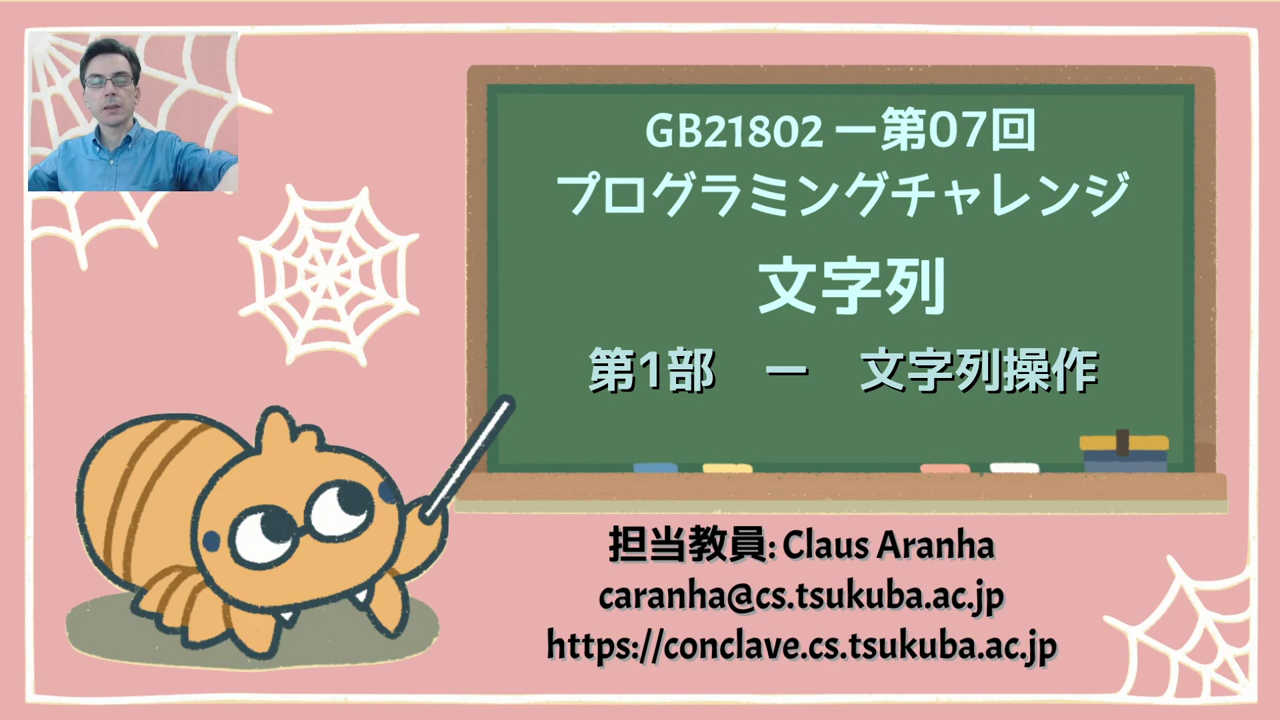 GB21802 ー第07回
プログラミングチャレンジ
文字列
第1部　ー　文字列操作
担当教員: Claus Aranha
caranha@cs.tsukuba.ac.jp
https://conclave.cs.tsukuba.ac.jp